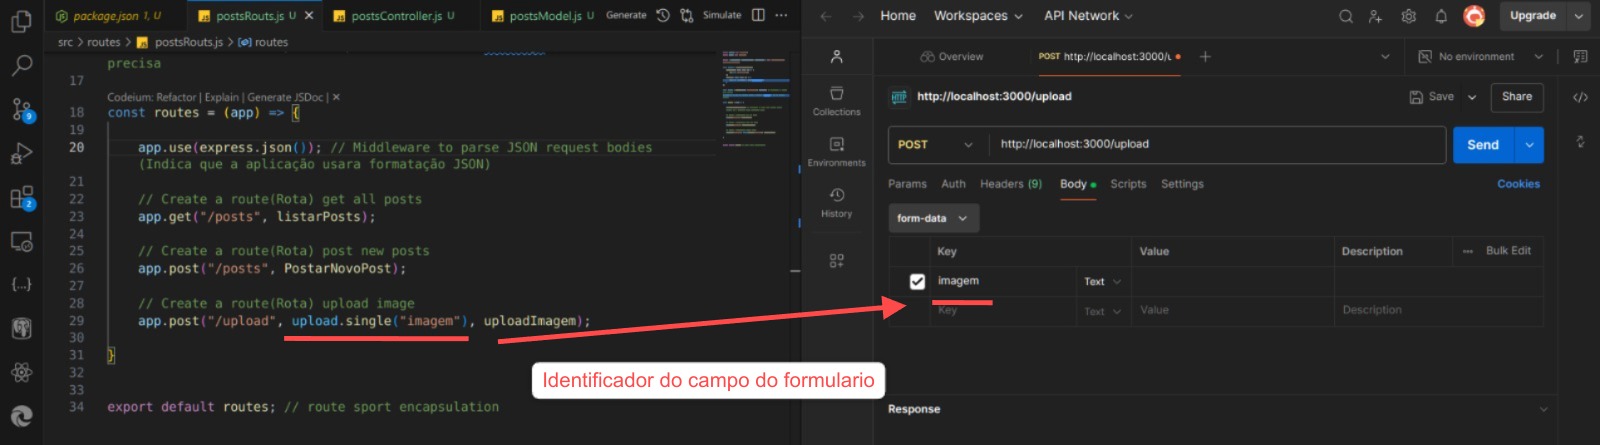 package.json 1, U
postsRouts.js U
postsController.js U
postsModel.js U
Generate
Simulate
src > routes > postsRouts.js > routes
precisa
17
Codeium: Refactor | Explain | Generate JSDoc | ×
18 const routes = (app) => {
19
20 app.use(express.json()); // Middleware to parse JSON request bodies
(Indica que a aplicação usara formatação JSON)
21
22 // Create a route(Rota) get all posts
23 app.get("/posts", listarPosts);
24
25 // Create a route(Rota) post new posts
26 app.post("/posts", PostarNovoPost);
27
28 // Create a route(Rota) upload image
29 app.post("/upload", upload.single("imagem"), uploadImagem);
30
31 }
32
33
34 export default routes; // route sport encapsulation
9
2
Identificador do campo do formulario
Home Workspaces API Network
Upgrade
Overview
POST http://localhost:3000/u
No environment
Collections
Environments
History
HTTP http://localhost:3000/upload
Save
Share
POST http://localhost:3000/upload
Send
Params Auth Headers (9) Body Scripts Settings
Cookies
form-data
Key Value Description
Bulk Edit
imagem Text
Key Text Value Description
Response